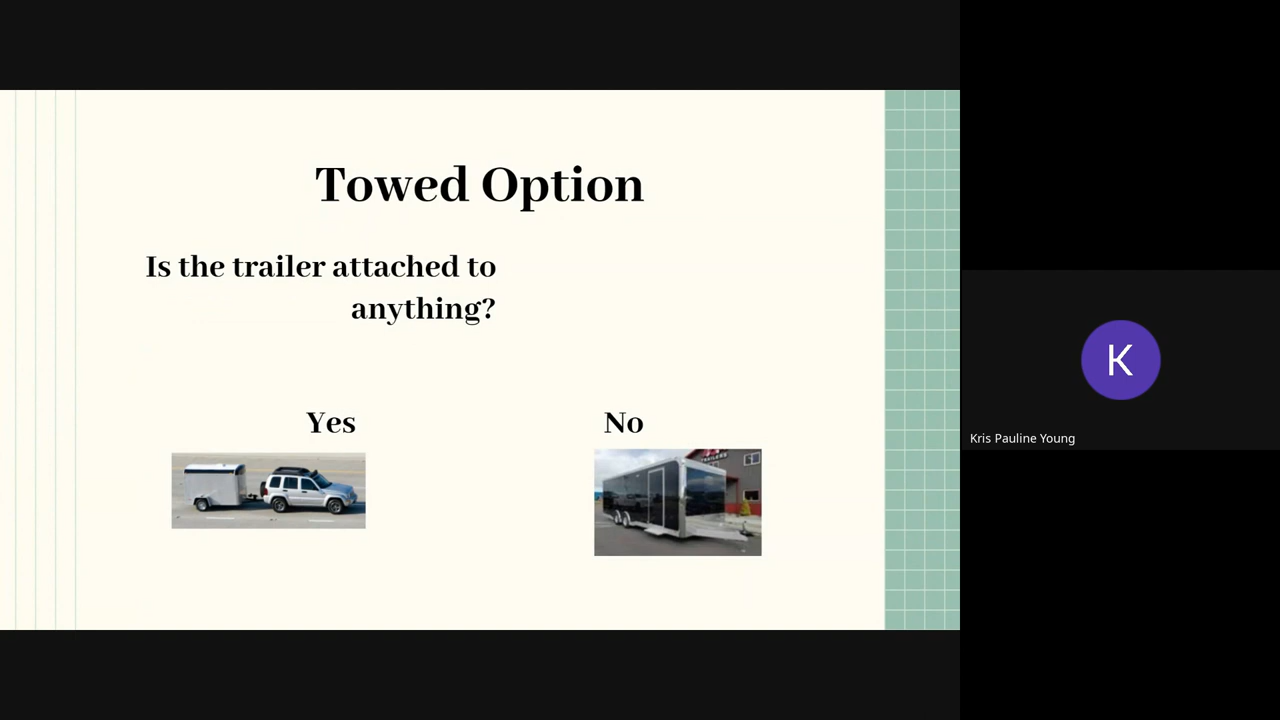 Towed Option
Is the trailer attached to
anything?
Yes
No
K
Kris Pauline Young